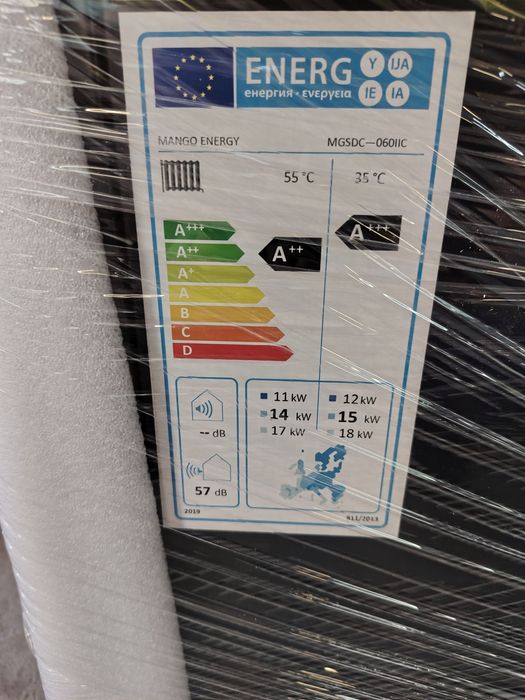 ENERG Y IJA
енергия · ενεργεια IE IA
MANGO ENERGY MGSDC—060IIC
55 °C 35 °C
A+++ A+++
A++ A++
A+
A
B
C
D
11 kW 12 kW
14 kW 15 kW
-- dB 17 kW 18 kW
57 dB
2019 811/2013